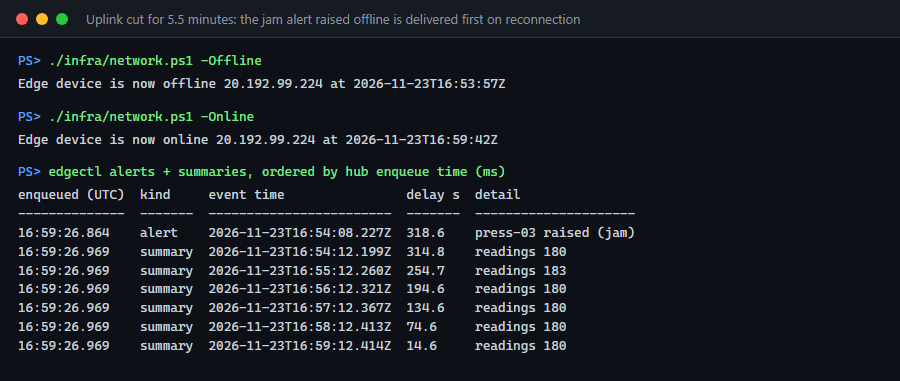 Uplink cut for 5.5 minutes: the jam alert raised offline is delivered first on reconnection
PS> ./infra/network.ps1 -Offline
Edge device is now offline 20.192.99.224 at 2026-11-23T16:53:57Z
PS> ./infra/network.ps1 -Online
Edge device is now online 20.192.99.224 at 2026-11-23T16:59:42Z
PS> edgectl alerts + summaries, ordered by hub enqueue time (ms)
enqueued (UTC)  kind     event time                delay s  detail
--------------  -------  ------------------------  -------  ---------------------
16:59:26.864    alert    2026-11-23T16:54:08.227Z  318.6    press-03 raised (jam)
16:59:26.969    summary  2026-11-23T16:54:12.199Z  314.8    readings 180
16:59:26.969    summary  2026-11-23T16:55:12.260Z  254.7    readings 183
16:59:26.969    summary  2026-11-23T16:56:12.321Z  194.6    readings 180
16:59:26.969    summary  2026-11-23T16:57:12.367Z  134.6    readings 180
16:59:26.969    summary  2026-11-23T16:58:12.413Z  74.6     readings 180
16:59:26.969    summary  2026-11-23T16:59:12.414Z  14.6     readings 180